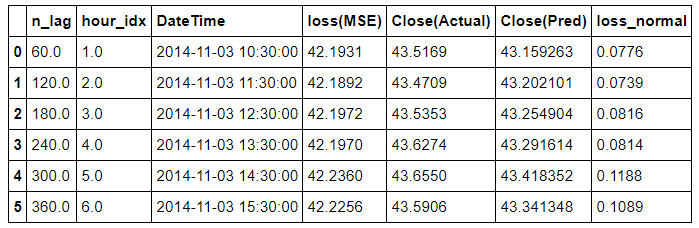 n_lag hour_idx DateTime loss(MSE) Close(Actual) Close(Pred) loss_normal
0 60.0 1.0 2014-11-03 10:30:00 42.1931 43.5169 43.159263 0.0776
1 120.0 2.0 2014-11-03 11:30:00 42.1892 43.4709 43.202101 0.0739
2 180.0 3.0 2014-11-03 12:30:00 42.1972 43.5353 43.254904 0.0816
3 240.0 4.0 2014-11-03 13:30:00 42.1970 43.6274 43.291614 0.0814
4 300.0 5.0 2014-11-03 14:30:00 42.2360 43.6550 43.418352 0.1188
5 360.0 6.0 2014-11-03 15:30:00 42.2256 43.5906 43.341348 0.1089